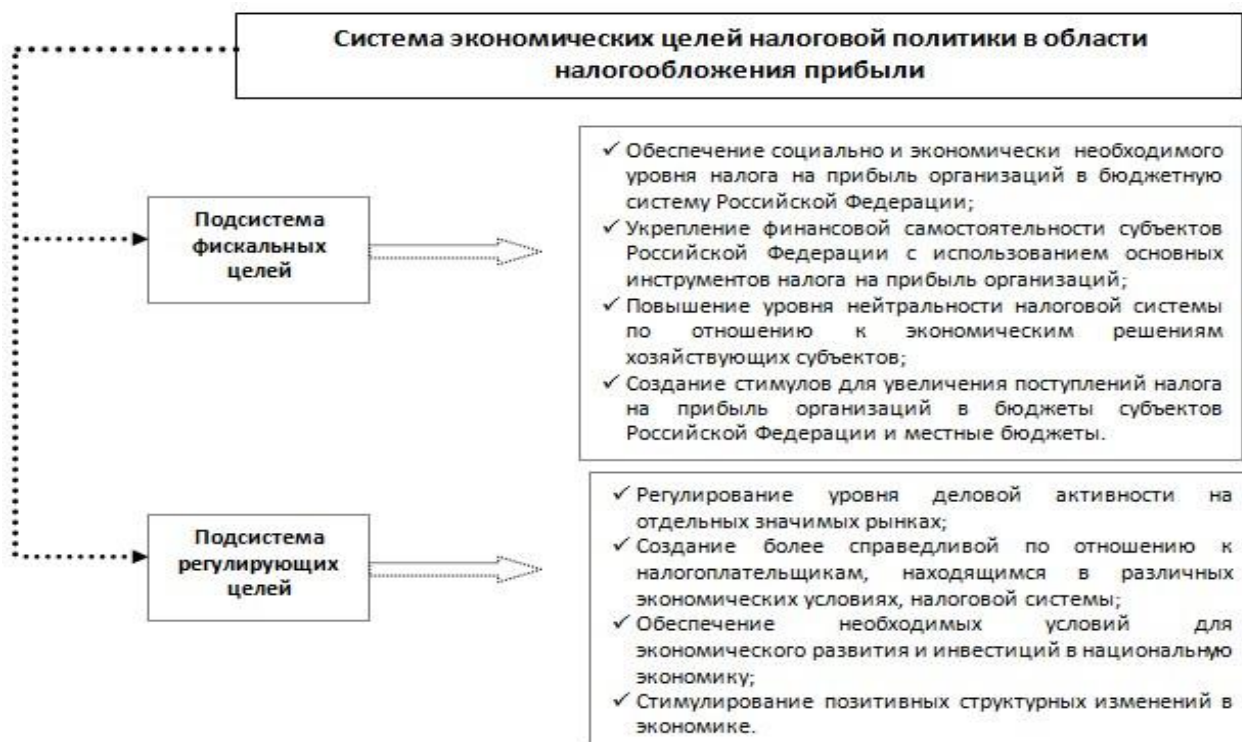 Система экономических целей налоговой политики в области
налогообложения прибыли
Подсистема
фискальных
целей
✓ Обеспечение социально и экономически необходимого
уровня налога на прибыль организаций в бюджетную
систему Российской Федерации;
✓ Укрепление финансовой самостоятельности субъектов
Российской Федерации с использованием основных
инструментов налога на прибыль организаций;
✓ Повышение уровня нейтральности налоговой системы
по отношению к экономическим решениям
хозяйствующих субъектов;
✓ Создание стимулов для увеличения поступлений налога
на прибыль организаций в бюджеты субъектов
Российской Федерации и местные бюджеты.
Подсистема
регулирующих
целей
✓ Регулирование уровня деловой активности на
отдельных значимых рынках;
✓ Создание более справедливой по отношению к
налогоплательщикам, находящимся в различных
экономических условиях, налоговой системы;
✓ Обеспечение необходимых условий для
экономического развития и инвестиций в национальную
экономику;
✓ Стимулирование позитивных структурных изменений в
экономике.